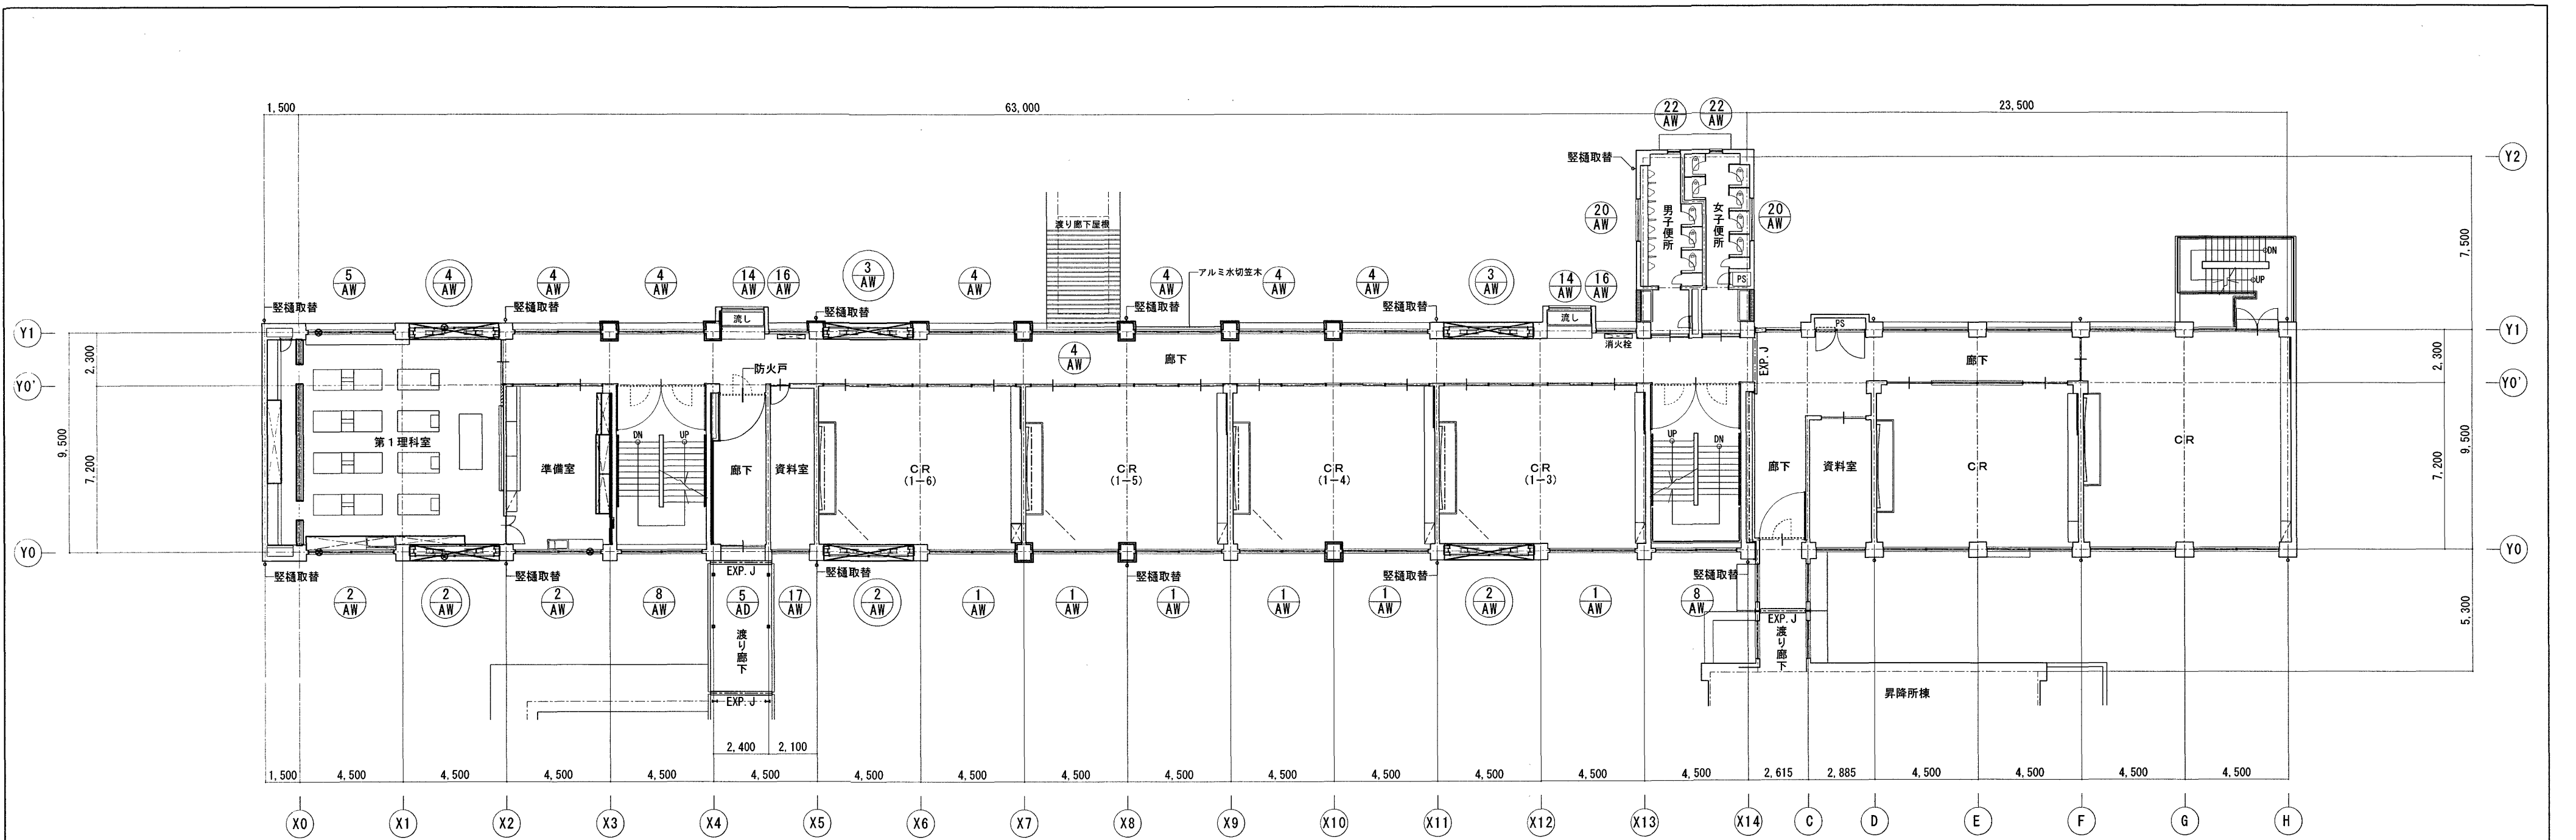 1,500
63,000
23,500
22
AW
22
AW
竪樋取替
Y2
20
AW
男子便所
女子便所
20
AW
PS
7,500
DN
UP
渡り廊下屋根
アルミ水切笠木
5
AW
4
AW
4
AW
4
AW
14
AW
16
AW
3
AW
4
AW
4
AW
4
AW
4
AW
3
AW
14
AW
16
AW
竪樋取替
竪樋取替
竪樋取替
竪樋取替
竪樋取替
流し
流し
消火栓
PS
Y1
Y1
2,300
4
AW
廊下
EXP.J
廊下
2,300
Y0'
Y0'
防火戸
9,500
7,200
第1理科室
準備室
DN
UP
廊下
資料室
CR
(1-6)
CR
(1-5)
CR
(1-4)
CR
(1-3)
UP
DN
廊下
資料室
CR
CR
7,200
9,500
Y0
Y0
竪樋取替
竪樋取替
EXP.J
竪樋取替
竪樋取替
竪樋取替
竪樋取替
2
AW
2
AW
2
AW
8
AW
5
AD
17
AW
2
AW
1
AW
1
AW
1
AW
1
AW
1
AW
2
AW
1
AW
8
AW
渡り廊下
EXP.J
EXP.J
渡り廊下
5,300
昇降所棟
2,400
2,100
1,500
4,500
4,500
4,500
4,500
4,500
4,500
4,500
4,500
4,500
4,500
4,500
4,500
4,500
4,500
2,615
2,885
4,500
4,500
4,500
4,500
X0
X1
X2
X3
X4
X5
X6
X7
X8
X9
X10
X11
X12
X13
X14
C
D
E
F
G
H